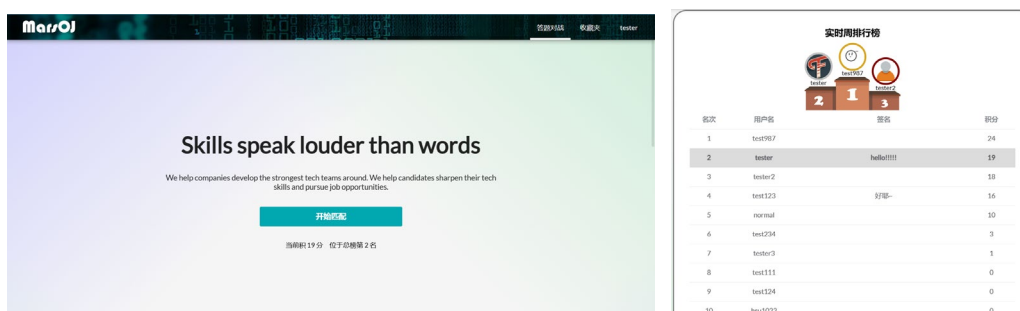 MarsOJ
答题对战 收藏夹 tester
Skills speak louder than words
We help companies develop the strongest tech teams around. We help candidates sharpen their tech
skills and pursue job opportunities.
开始匹配
当前积 19 分 位于总榜第 2 名
实时周排行榜
tester test987 tester2
2 1 3
名次 用户名 签名 积分
1 test987 24
2 tester hello!!!!! 19
3 tester2 18
4 test123 好耶~ 16
5 normal 10
6 test234 3
7 tester3 1
8 test111 0
9 test124 0
10 0